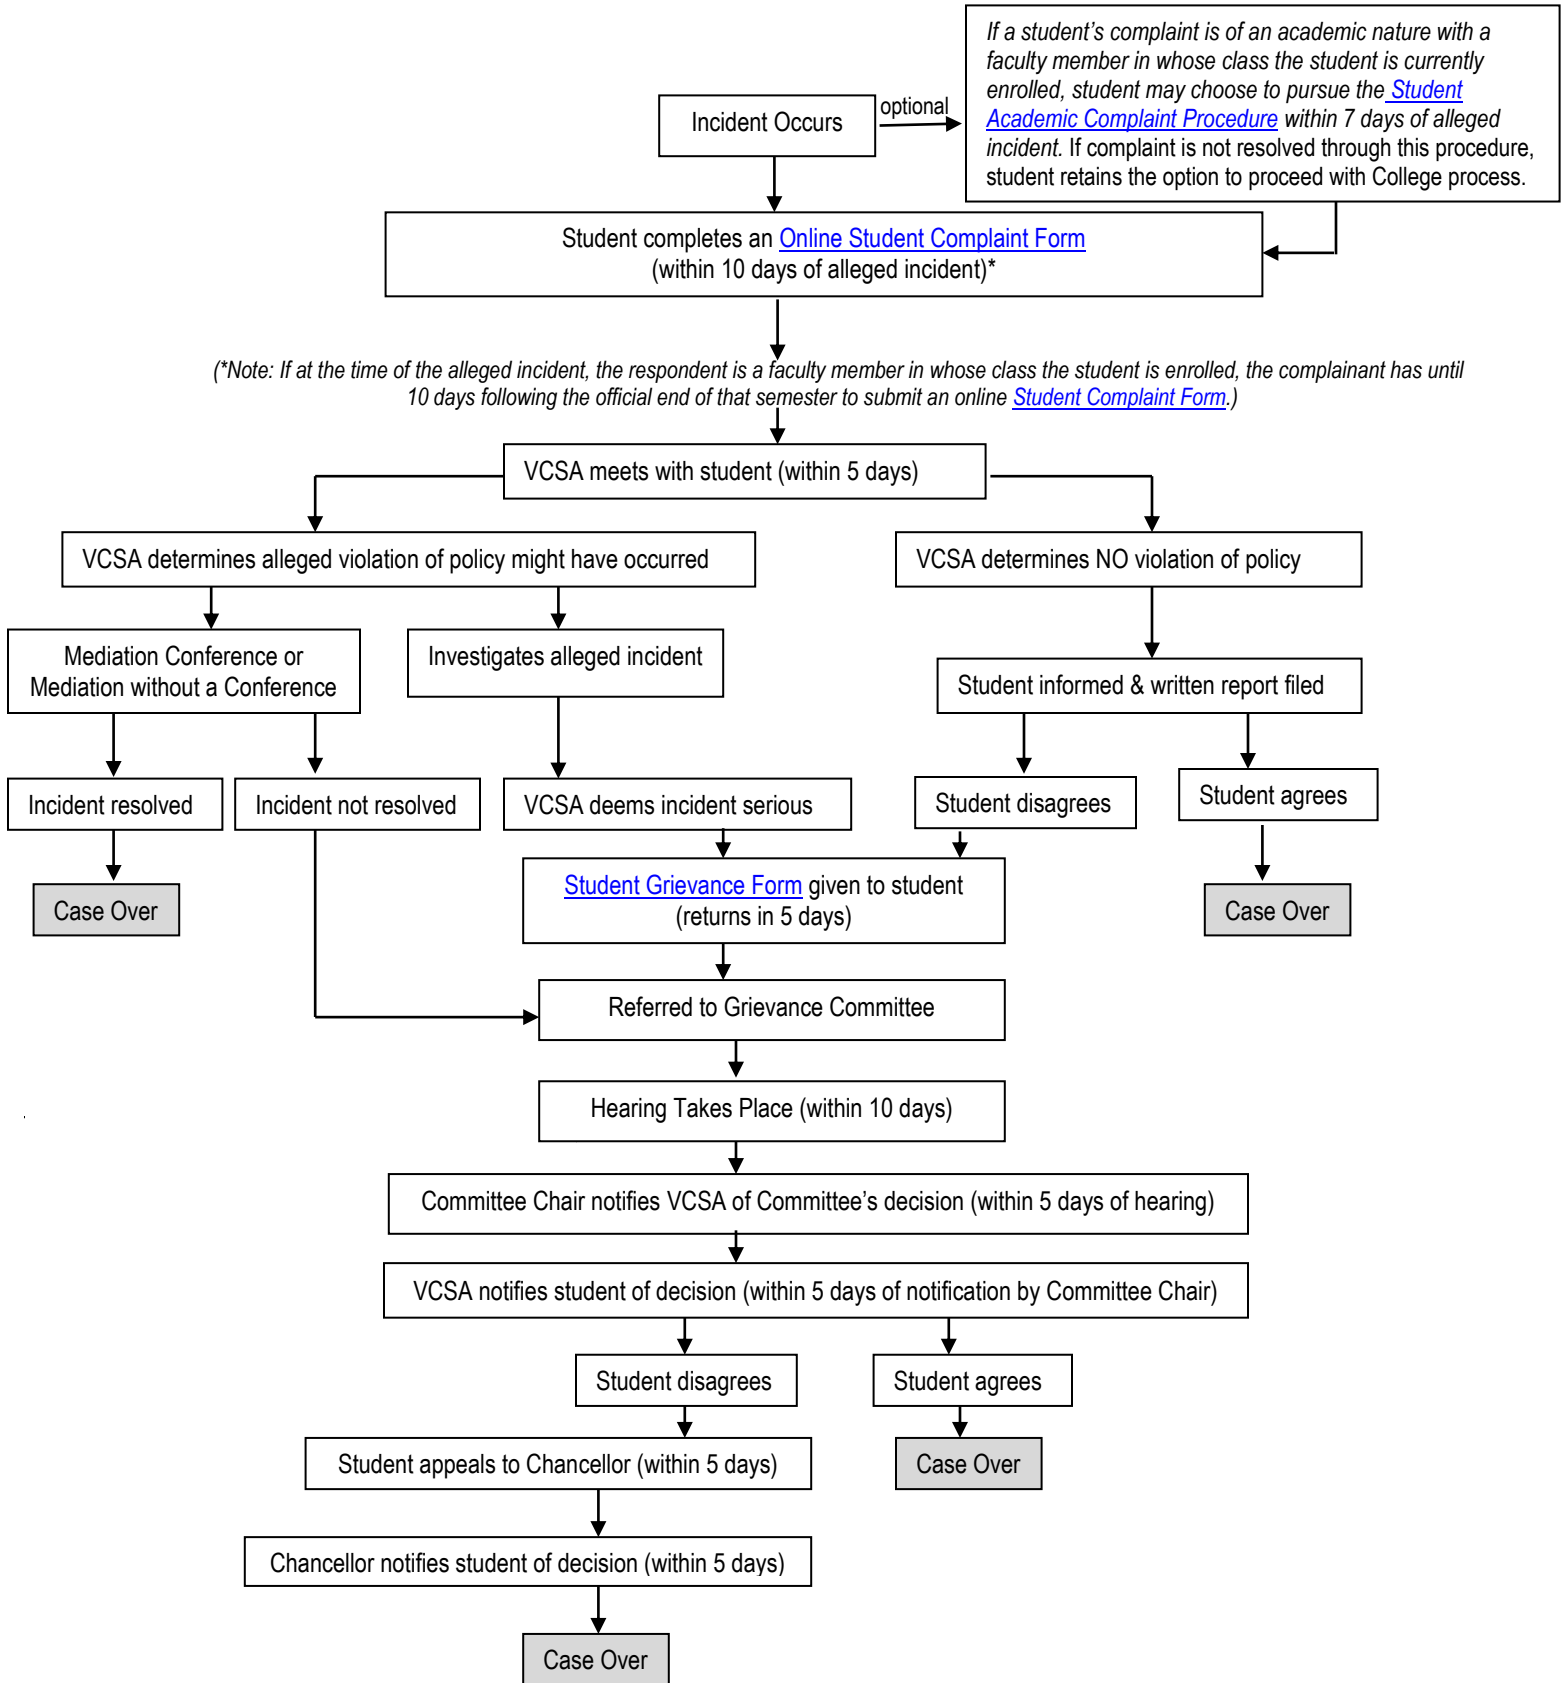 If a student’s complaint is of an academic nature with a
faculty member in whose class the student is currently
enrolled, student may choose to pursue the Student
Academic Complaint Procedure within 7 days of alleged
incident. If complaint is not resolved through this procedure,
student retains the option to proceed with College process.
Incident Occurs
optional
Student completes an Online Student Complaint Form
(within 10 days of alleged incident)*
(*Note: If at the time of the alleged incident, the respondent is a faculty member in whose class the student is enrolled, the complainant has until
10 days following the official end of that semester to submit an online Student Complaint Form.)
VCSA meets with student (within 5 days)
VCSA determines alleged violation of policy might have occurred
VCSA determines NO violation of policy
Mediation Conference or
Mediation without a Conference
Investigates alleged incident
Student informed & written report filed
Incident resolved
Incident not resolved
VCSA deems incident serious
Student disagrees
Student agrees
Case Over
Student Grievance Form given to student
(returns in 5 days)
Case Over
Referred to Grievance Committee
Hearing Takes Place (within 10 days)
Committee Chair notifies VCSA of Committee’s decision (within 5 days of hearing)
VCSA notifies student of decision (within 5 days of notification by Committee Chair)
Student disagrees
Student agrees
Student appeals to Chancellor (within 5 days)
Case Over
Chancellor notifies student of decision (within 5 days)
Case Over